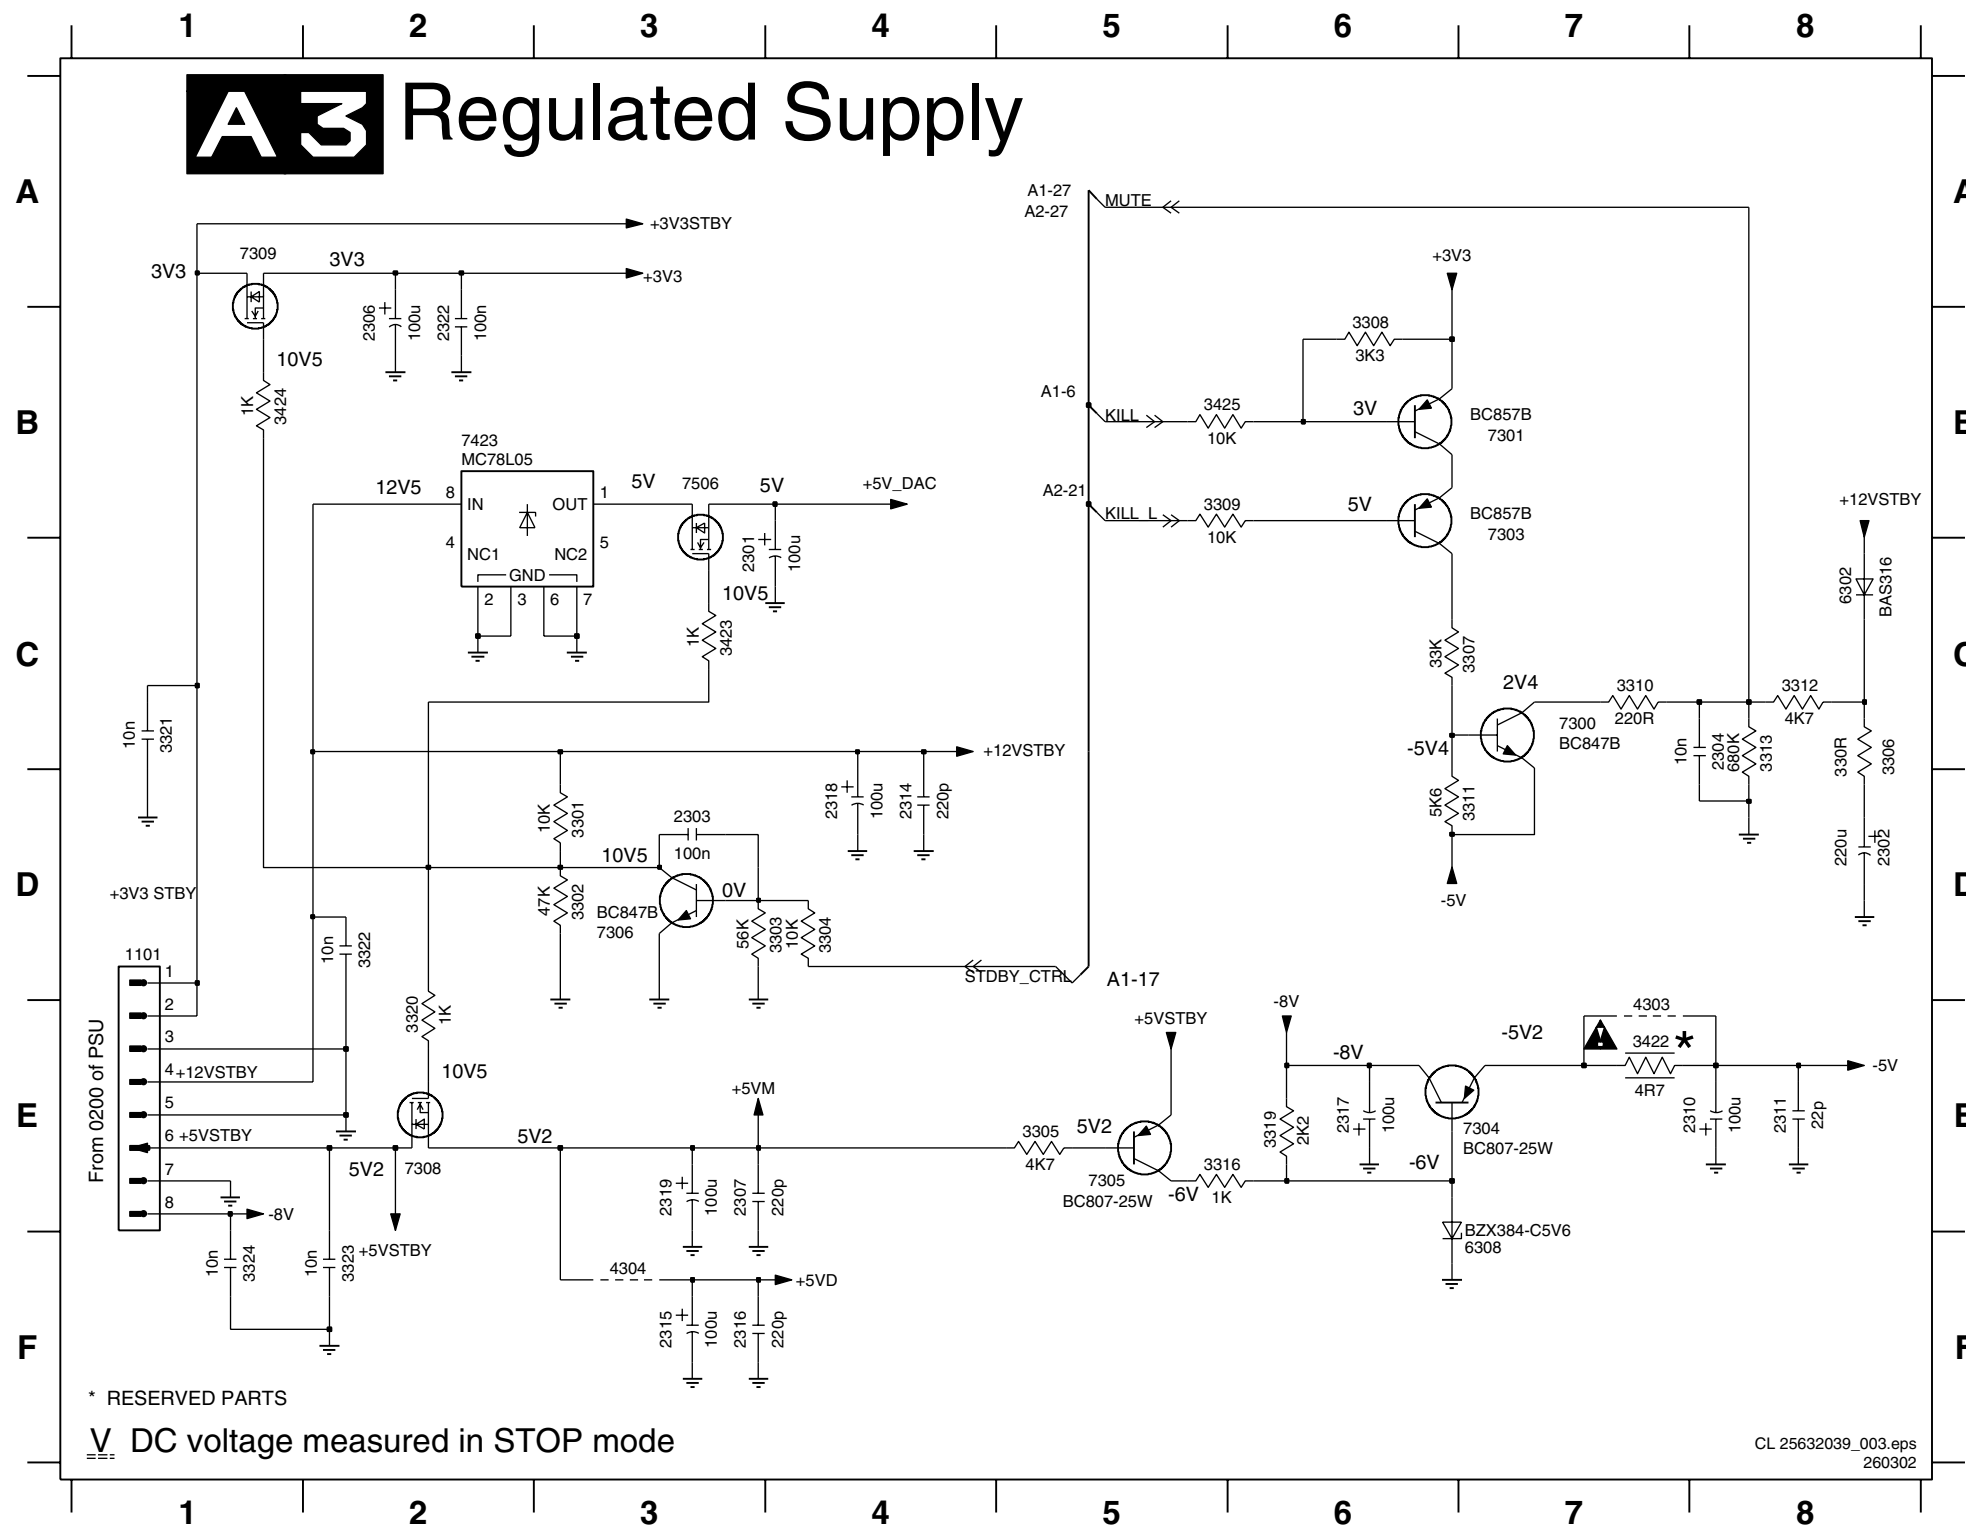 1 2 3 4 5 6 7 8
A3 Regulated Supply
A
A
+3V3STBY
7309
3V3
3V3
+3V3
2306
+
100u
2322
100n
10V5
1K
3424
A1-27
A2-27
MUTE
+3V3
3308
3K3
B
A1-6
KILL
3425
10K
3V
BC857B
7301
7423
MC78L05
12V5
8
IN
OUT
1
4
NC1
NC2
5
GND
2
3
6
7
5V
7506
5V
+5V_DAC
2301
+
100u
10V5
1K
3423
A2-21
KILL L
3309
10K
5V
BC857B
7303
+12VSTBY
6302
BAS316
C
10n
3321
33K
3307
2V4
7300
BC847B
3310
220R
3312
4K7
-5V4
10n
2304
680K
3313
330R
3306
+12VSTBY
10K
3301
2318
+
100u
2314
220p
5K6
3311
220u
+
2302
-5V
D
2303
100n
10V5
0V
47K
3302
BC847B
7306
56K
3303
10K
3304
STDBY_CTRL
A1-17
+3V3 STBY
10n
3322
1101
1
2
3
4 +12VSTBY
5
6 +5VSTBY
7
8
From 0200 of PSU
-8V
E
E
3320
1K
10V5
7308
5V2
5V2
+5VSTBY
+5VM
2319
+
100u
2307
220p
3305
4K7
5V2
+5VSTBY
7305
BC807-25W
-6V
3316
1K
-8V
-8V
3319
2K2
2317
+
100u
-6V
7304
BC807-25W
-5V2
4303
3422 *
4R7
2310
+
100u
2311
22p
-5V
BZX384-C5V6
6308
10n
3324
10n
3323
4304
+5VD
2315
+
100u
2316
220p
F
* RESERVED PARTS
V DC voltage measured in STOP mode
CL 25632039_003.eps
260302
1 2 3 4 5 6 7 8